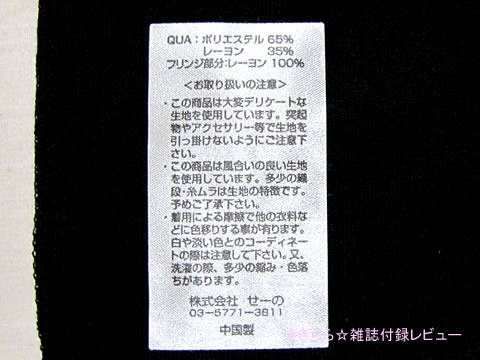 QUA：ポリエステル 65%
レーヨン 35%
フリンジ部分：レーヨン 100%
＜お取り扱いの注意＞
・この商品は大変デリケートな
生地を使用しています。突起
物やアクセサリー等で生地を
引っ掛けないようにご注意下
さい。
・この商品は風合いの良い生地
を使用しています。多少の織
段・糸ムラは生地の特徴です。
予めご了承下さい。
・着用による摩擦で他の衣料な
どに色移りする事が有ります。
白や淡い色とのコーディネート
の際は注意して下さい。又、
洗濯の際、多少の縮み・色落
ちがあります。
株式会社 せーの
03-5771-3811
中国製
☆雑誌付録レビュー